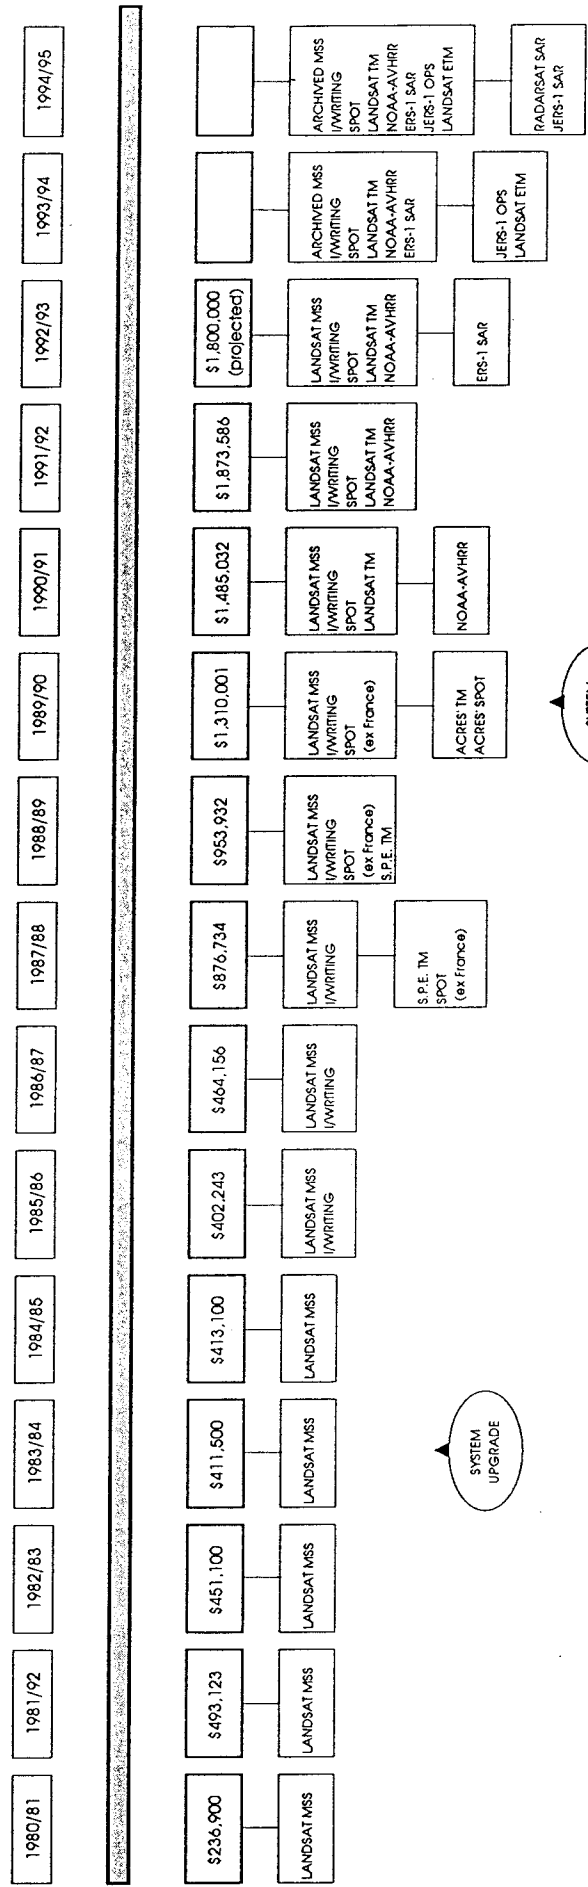 1980/81
1981/92
1982/83
1983/84
1984/85
1985/86
1986/87
1987/88
1988/89
1989/90
1990/91
1991/92
1992/93
1993/94
1994/95
$236,900
$493,123
$451,100
$411,500
$413,100
$402,243
$464,156
$876,734
$953,932
$1,310,001
$1,485,032
$1,873,586
$1,800,000
(projected)
LANDSAT MSS
LANDSAT MSS
LANDSAT MSS
LANDSAT MSS
LANDSAT MSS
LANDSAT MSS
I/WRITING
LANDSAT MSS
I/WRITING
LANDSAT MSS
I/WRITING
LANDSAT MSS
I/WRITING
SPOT
(ex France)
S.P.E. TM
LANDSAT MSS
I/WRITING
SPOT
(ex France)
LANDSAT MSS
I/WRITING
SPOT
LANDSAT TM
LANDSAT MSS
I/WRITING
SPOT
LANDSAT TM
NOAA-AVHRR
LANDSAT MSS
I/WRITING
SPOT
LANDSAT TM
NOAA-AVHRR
ARCHIVED MSS
I/WRITING
SPOT
LANDSAT TM
NOAA-AVHRR
ERS-1 SAR
ARCHIVED MSS
I/WRITING
SPOT
LANDSAT TM
NOAA-AVHRR
ERS-1 SAR
JERS-1 OPS
LANDSAT ETM
S.P.E. TM
SPOT
(ex France)
ACRES' TM
ACRES' SPOT
NOAA-AVHRR
ERS-1 SAR
JERS-1 OPS
LANDSAT ETM
RADARSAT SAR
JERS-1 SAR
SYSTEM
UPGRADE